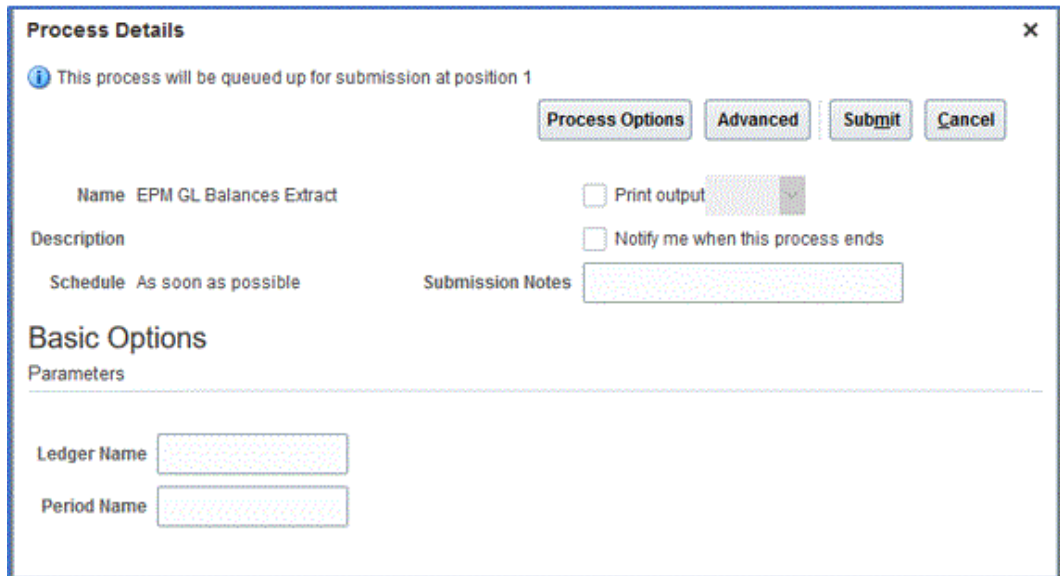 Process Details
This process will be queued up for submission at position 1
Process Options Advanced Submit Cancel
Name EPM GL Balances Extract Print output
Description Notify me when this process ends
Schedule As soon as possible Submission Notes
Basic Options
Parameters
Ledger Name
Period Name